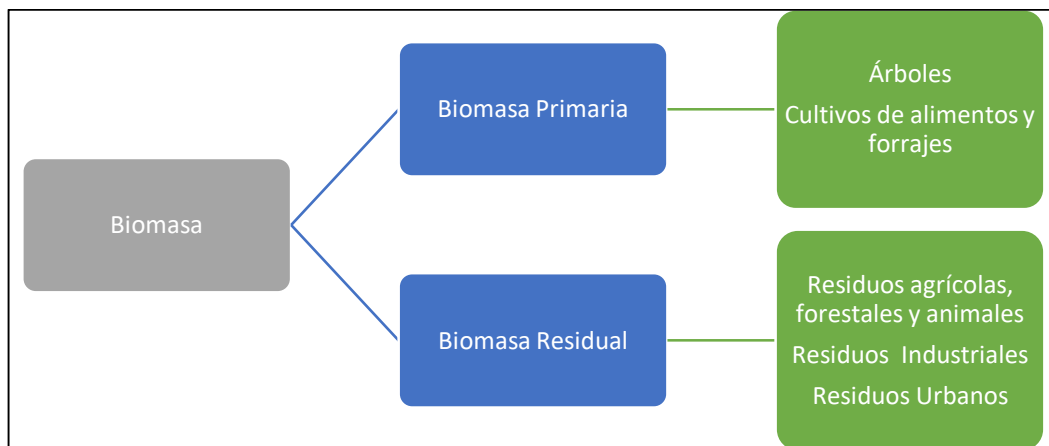 Biomasa
Biomasa Primaria
Árboles
Cultivos de alimentos y
forrajes
Biomasa Residual
Residuos agrícolas,
forestales y animales
Residuos Industriales
Residuos Urbanos